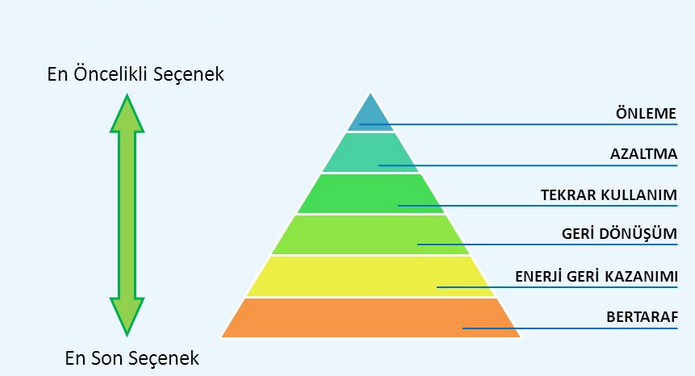 En Öncelikli Seçenek
ÖNLEME
AZALTMA
TEKRAR KULLANIM
GERİ DÖNÜŞÜM
ENERJİ GERİ KAZANIMI
BERTARAF
En Son Seçenek